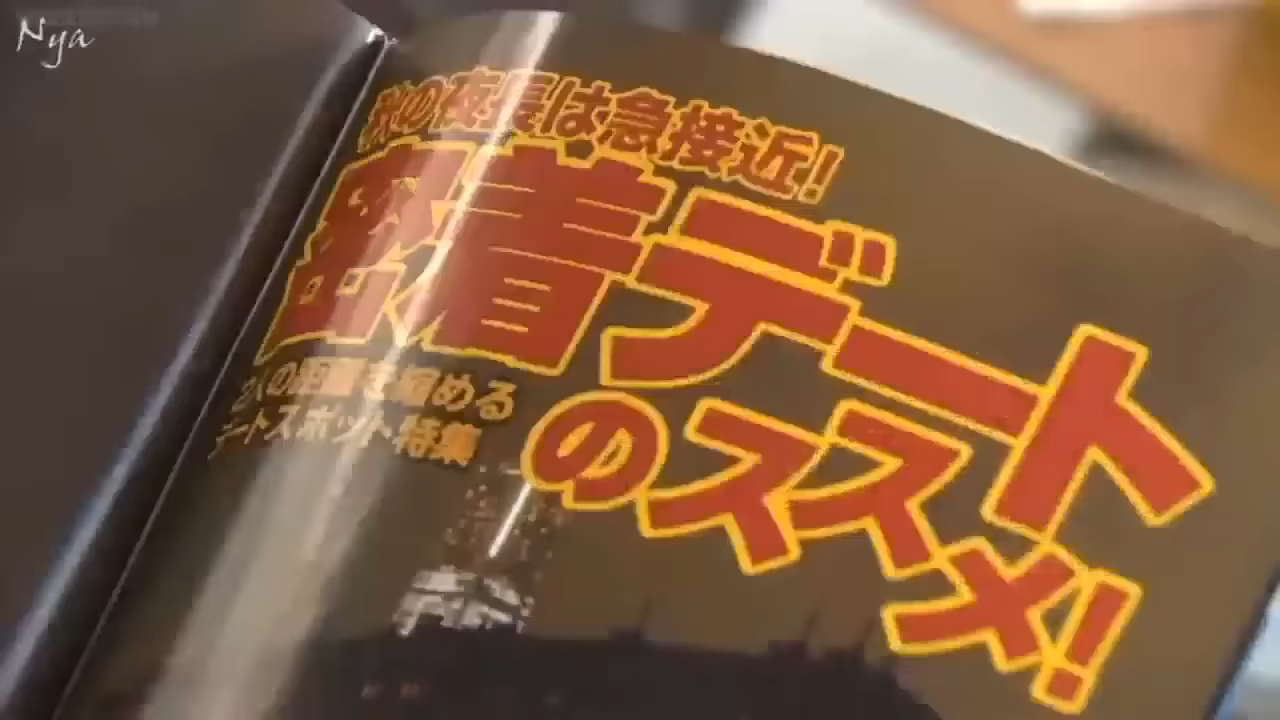 Nya
秋の夜長は急接近!
密着デート
のススメ!
2人の距離を縮める
デートスポット特集